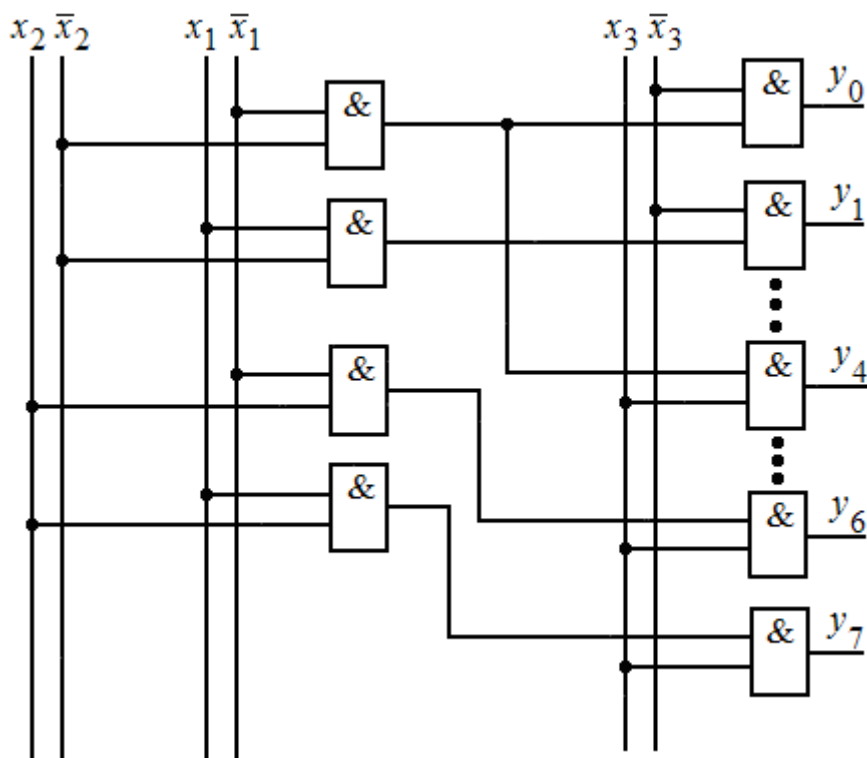 x₂ x̄₂ x₁ x̄₁ x₃ x̄₃
& & y₀
& & y₁
& & y₄
& & y₆
& y₇